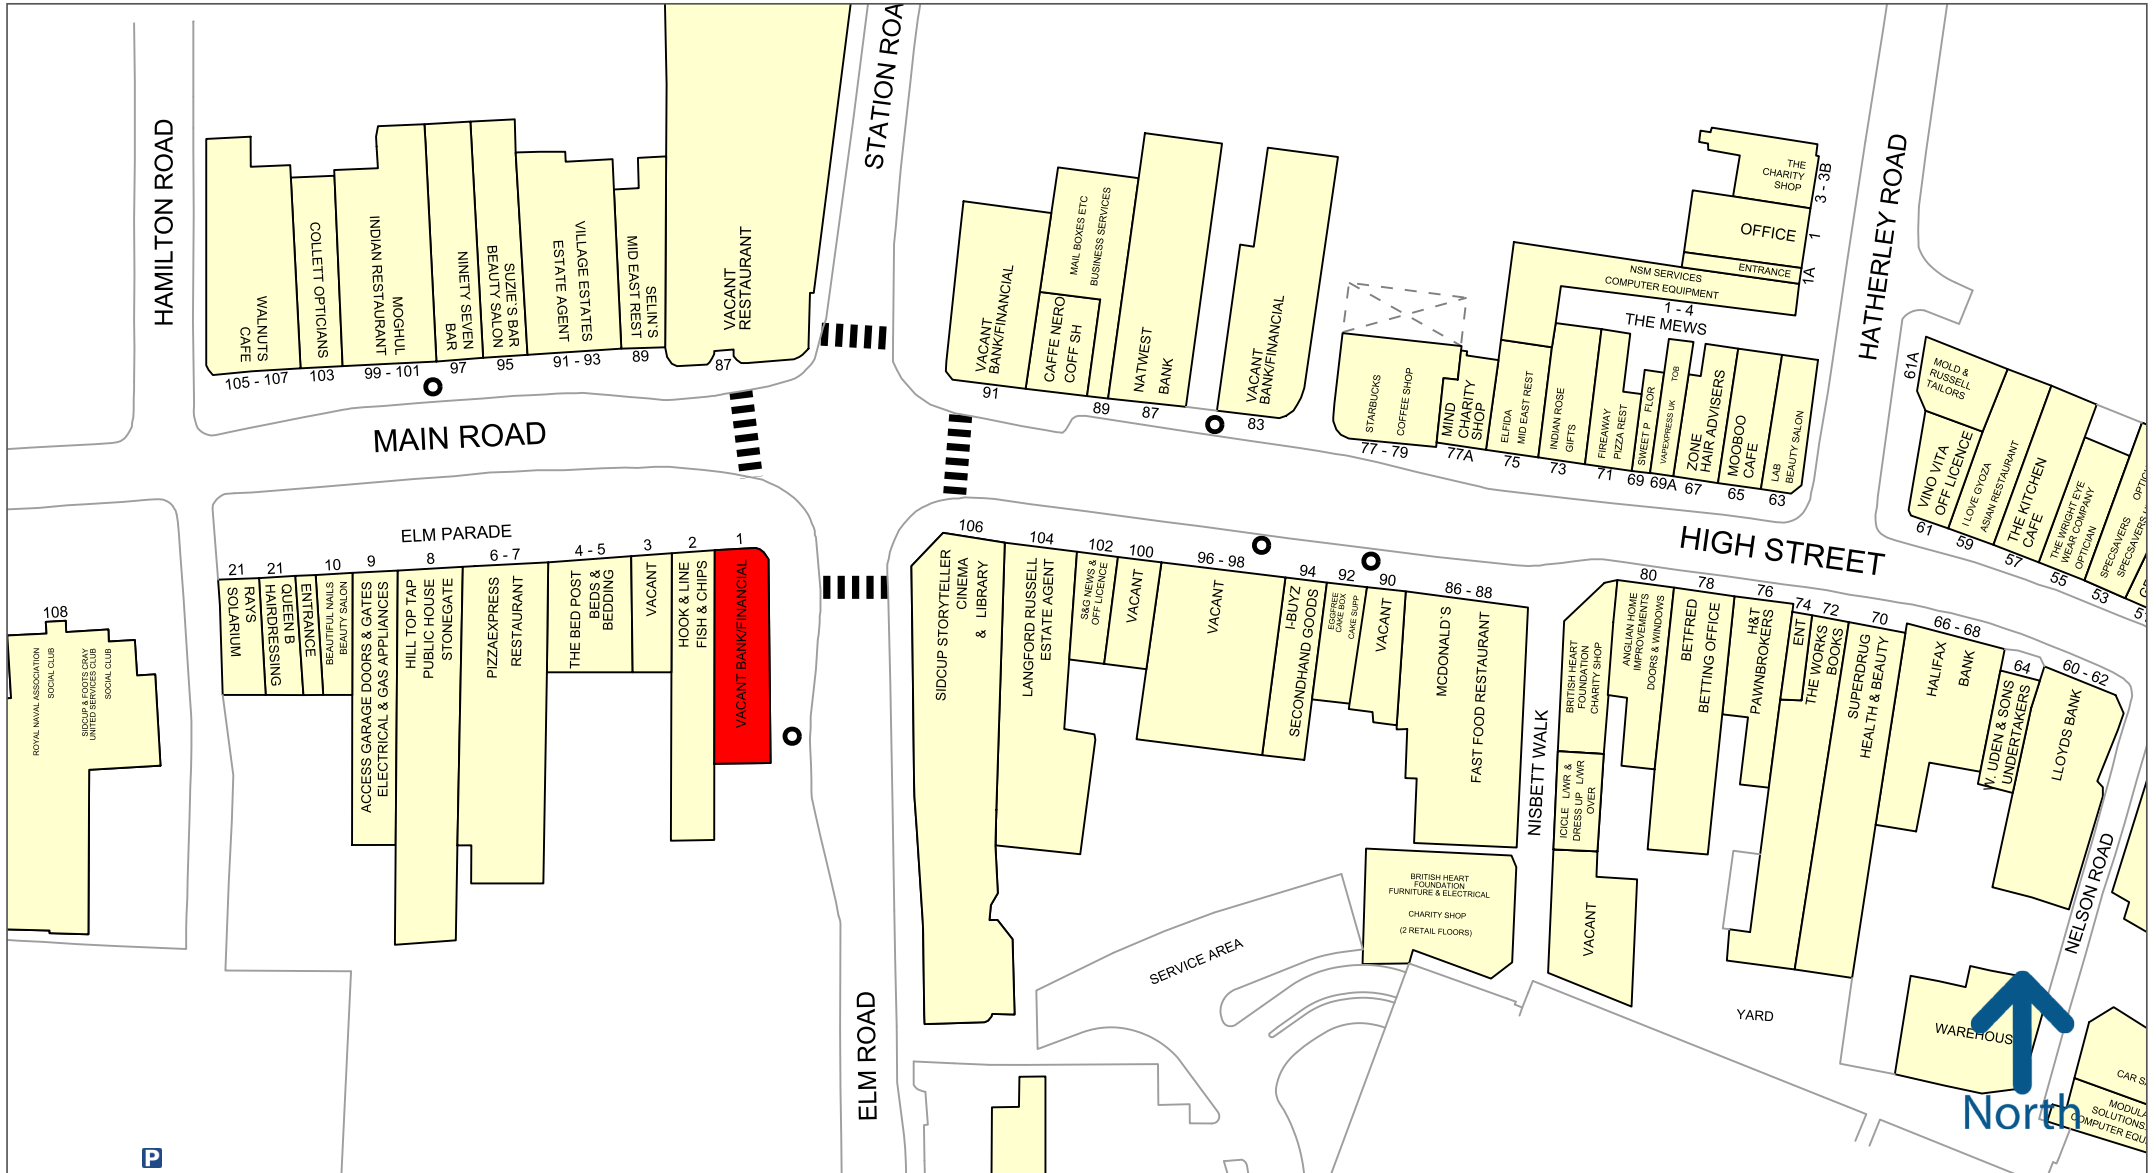 HAMILTON ROAD
STATION ROA
HATHERLEY ROAD
MAIN ROAD
HIGH STREET
ELM PARADE
ELM ROAD
NISBETT WALK
NELSON ROAD
THE MEWS
SERVICE AREA
YARD
WALNUTS
CAFE
105 - 107
COLLETT OPTICIANS
103
MOGHUL
INDIAN RESTAURANT
99 - 101
NINETY SEVEN
BAR
97
SUZIE`S BAR
BEAUTY SALON
95
VILLAGE ESTATES
ESTATE AGENT
91 - 93
SELIN'S
MID EAST REST
89
VACANT
RESTAURANT
87
VACANT
BANK/FINANCIAL
91
CAFFE NERO
COFF SH
MAIL BOXES ETC
BUSINESS SERVICES
89
NATWEST
BANK
87
VACANT
BANK/FINANCIAL
83
STARBUCKS
COFFEE SHOP
77 - 79
MIND
CHARITY
SHOP
77A
ELFIDA
MID EAST REST
75
INDIAN ROSE
GIFTS
73
FIREAWAY
PIZZA REST
71
SWEET P
FLOR
69
VAPEXPRESS UK
TOB
69A
ZONE
HAIR ADVISERS
67
MOOBOO
CAFE
65
LAB
BEAUTY SALON
63
NSM SERVICES
COMPUTER EQUIPMENT
1 - 4
THE
CHARITY
SHOP
3 - 3B
OFFICE
1
ENTRANCE
1A
MOLD &
RUSSELL
TAILORS
61A
VINO VITA
OFF LICENCE
61
I LOVE GYOZA
ASIAN RESTAURANT
59
THE KITCHEN
CAFE
57
THE WRIGHT EYE
WEAR COMPANY
OPTICIAN
55
SPECSAVERS
53
108
ROYAL NAVAL ASSOCIATION
SOCIAL CLUB
SIDCUP & FOOTS CRAY
UNITED SERVICES CLUB
SOCIAL CLUB
21
RAYS
SOLARIUM
21
QUEEN B
HAIRDRESSING
ENTRANCE
10
BEAUTIFUL NAILS
BEAUTY SALON
9
ACCESS GARAGE DOORS & GATES
ELECTRICAL & GAS APPLIANCES
8
HILL TOP TAP
PUBLIC HOUSE
STONEGATE
6 - 7
PIZZAEXPRESS
RESTAURANT
4 - 5
THE BED POST
BEDS &
BEDDING
3
VACANT
2
HOOK & LINE
FISH & CHIPS
1
VACANT BANK/FINANCIAL
106
SIDCUP STORYTELLER
CINEMA
& LIBRARY
104
LANGFORD RUSSELL
ESTATE AGENT
102
S&G NEWS &
OFF LICENCE
100
VACANT
96 - 98
VACANT
94
I-BUYZ
SECONDHAND GOODS
92
EGGFREE
CAKE BOX
CAKE SUPP
90
VACANT
86 - 88
MCDONALD`S
FAST FOOD RESTAURANT
BRITISH HEART
FOUNDATION
CHARITY SHOP
80
ANGLIAN HOME
IMPROVEMENTS
DOORS & WINDOWS
78
BETFRED
BETTING OFFICE
76
H&T
PAWNBROKERS
74
ENT
72
THE WORKS
BOOKS
70
SUPERDRUG
HEALTH & BEAUTY
66 - 68
HALIFAX
BANK
64
W. UDEN & SONS
UNDERTAKERS
60 - 62
LLOYDS BANK
ICICLE L/WR &
DRESS UP L/WR
OVER
VACANT
BRITISH HEART
FOUNDATION
FURNITURE & ELECTRICAL
CHARITY SHOP
(2 RETAIL FLOORS)
WAREHOUS
CAR S
MODULA
SOLUTIONS
COMPUTER EQU
North
P